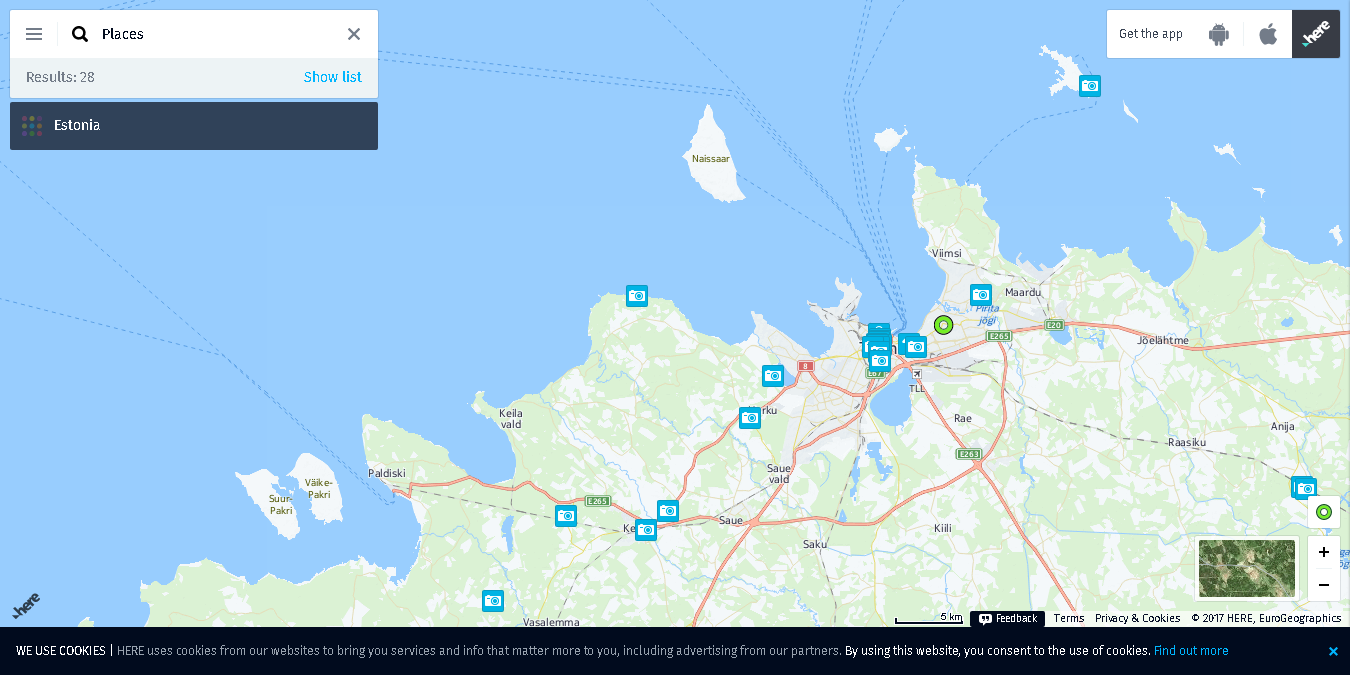 Places
Results: 28
Show list
Estonia
Get the app
here
Naissaar
Viimsi
Maardu
Pirita
jõgi
E20
E265
Jõelähtme
8
E67
TLL
Keila
vald
Rae
Anija
Raasiku
E263
Saue
vald
Paldiski
Väike-
Pakri
Suur-
Pakri
E265
Saue
Saku
Kiili
Vasalemma
here
+
−
5 km
Feedback
Terms
Privacy & Cookies
© 2017 HERE, EuroGeographics
WE USE COOKIES | HERE uses cookies from our websites to bring you services and info that matter more to you, including advertising from our partners. By using this website, you consent to the use of cookies. Find out more